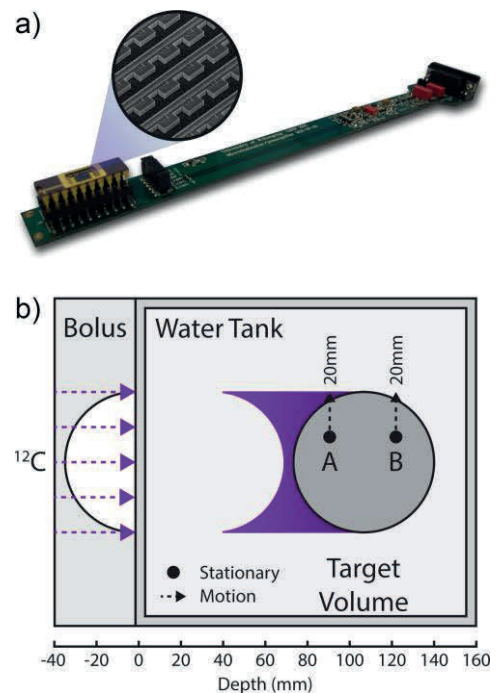 a)
b)
Bolus
Water Tank
20mm
20mm
A
B
¹²C
Stationary
Motion
Target
Volume
-40 -20 0 20 40 60 80 100 120 140 160
Depth (mm)